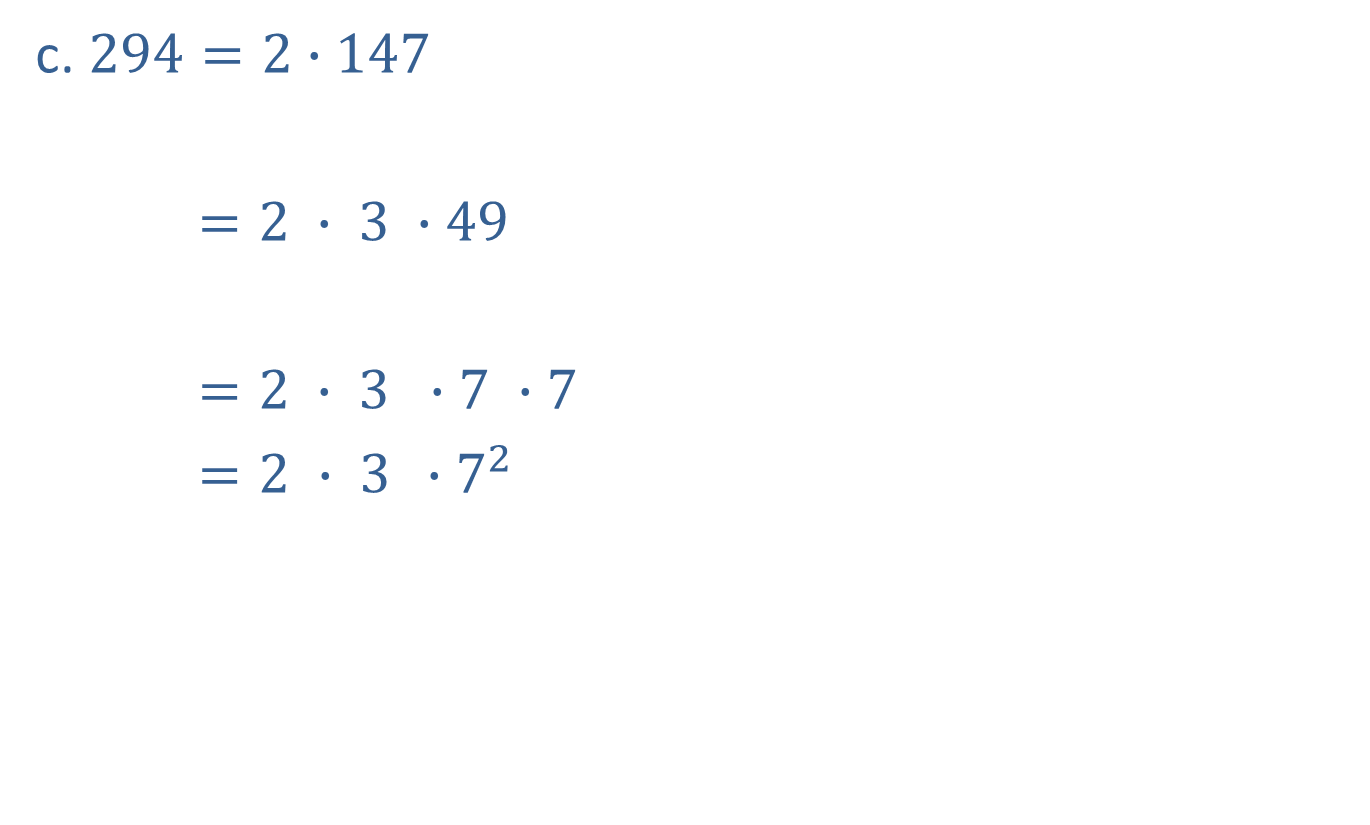 c. 294 = 2 · 147
= 2 · 3 · 49
= 2 · 3 · 7 · 7
= 2 · 3 · 7²